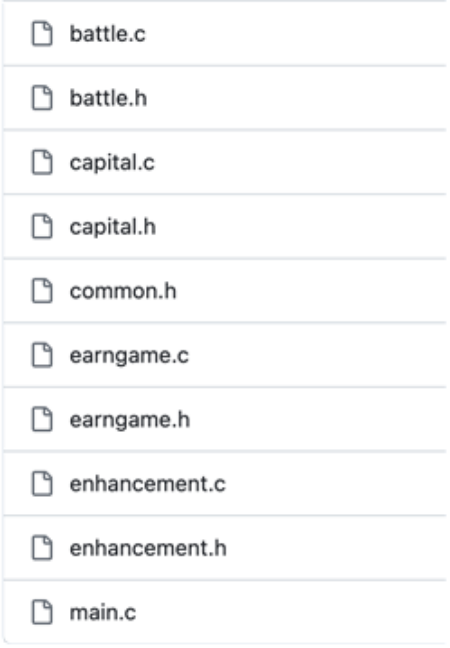 battle.c
battle.h
capital.c
capital.h
common.h
earngame.c
earngame.h
enhancement.c
enhancement.h
main.c